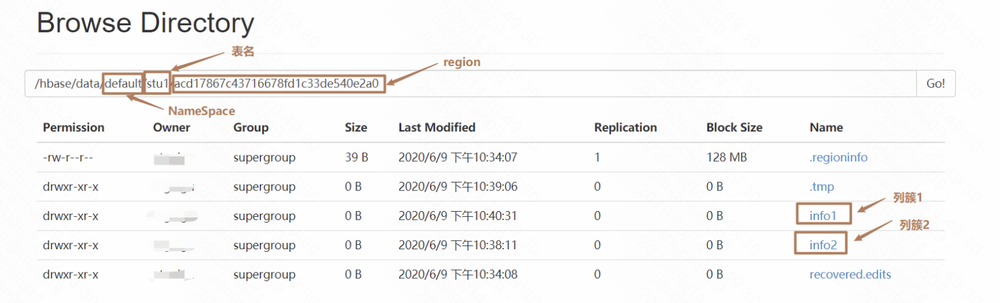 Browse Directory
表名
region
/hbase/data/default/stu1/acd17867c43716678fd1c33de540e2a0 Go!
NameSpace
Permission Owner Group Size Last Modified Replication Block Size Name
-rw-r--r-- supergroup 39 B 2020/6/9 下午10:34:07 1 128 MB .regioninfo
drwxr-xr-x supergroup 0 B 2020/6/9 下午10:39:06 0 0 B .tmp
列簇1
drwxr-xr-x supergroup 0 B 2020/6/9 下午10:40:31 0 0 B info1
列簇2
drwxr-xr-x supergroup 0 B 2020/6/9 下午10:38:11 0 0 B info2
drwxr-xr-x supergroup 0 B 2020/6/9 下午10:34:08 0 0 B recovered.edits